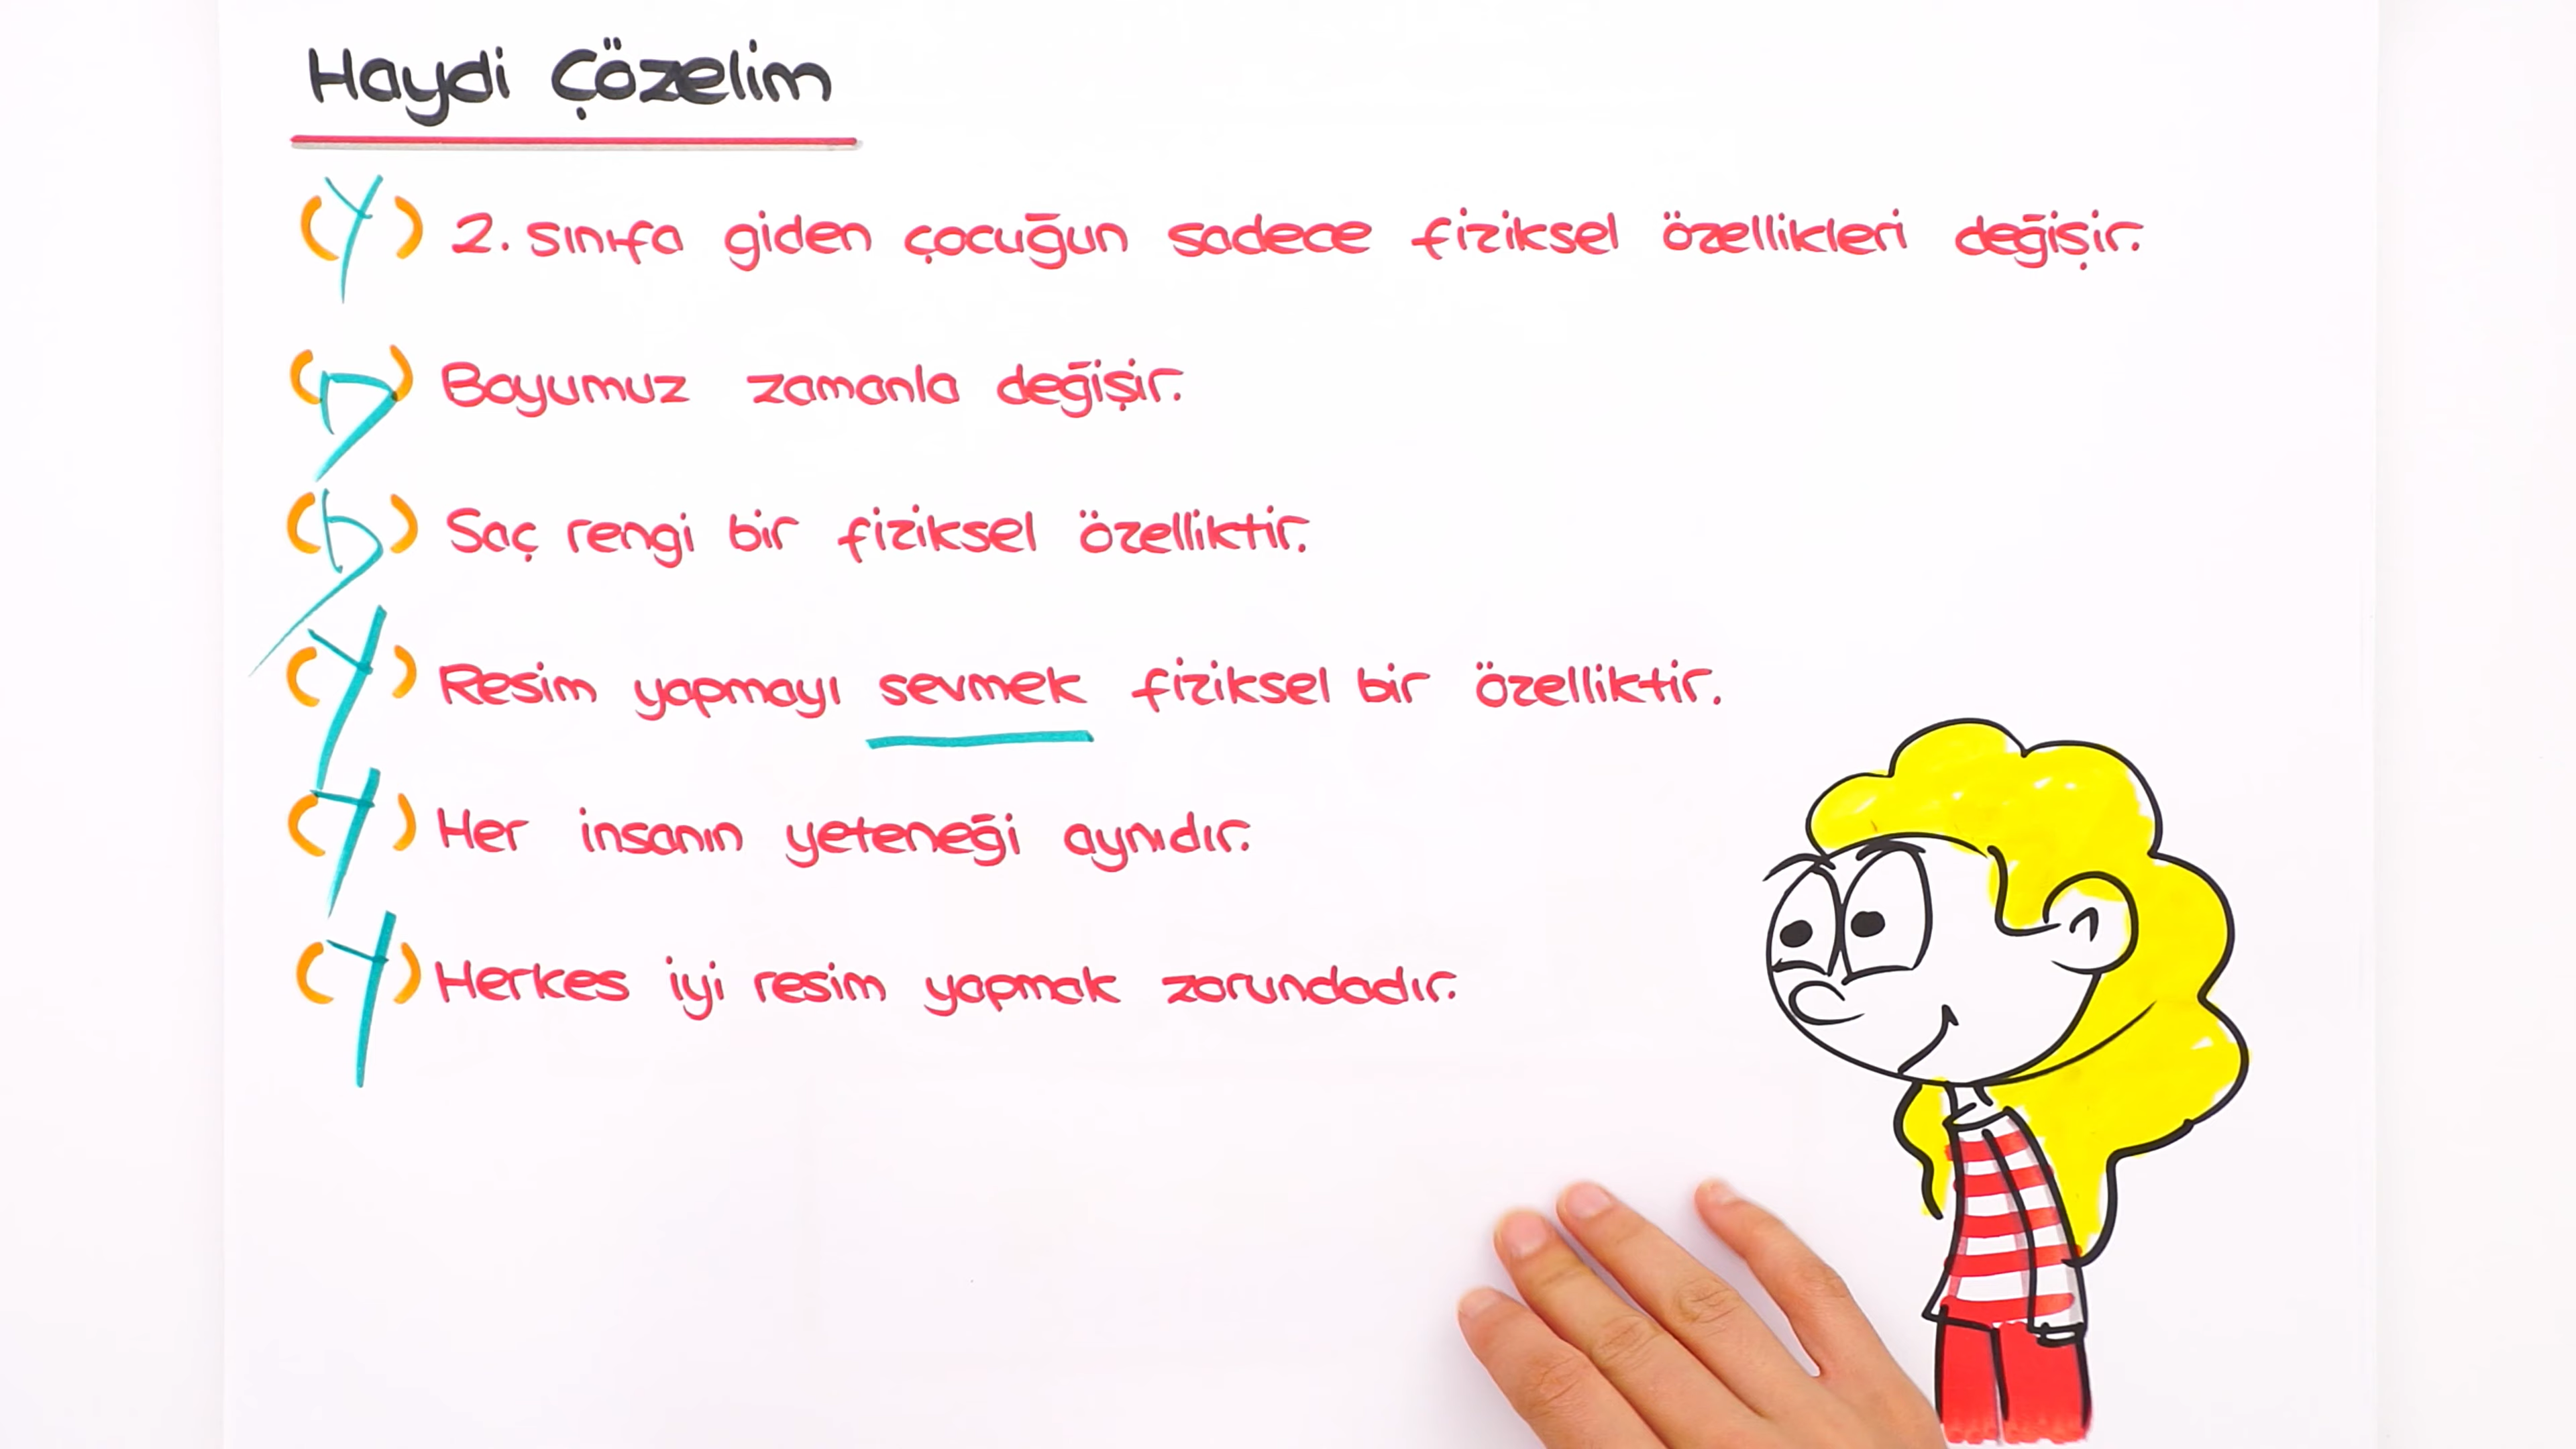 Haydi Çözelim
(Y) 2. sınıfa giden çocuğun sadece fiziksel özellikleri değişir.
(D) Boyumuz zamanla değişir.
(D) Saç rengi bir fiziksel özelliktir.
(Y) Resim yapmayı sevmek fiziksel bir özelliktir.
(Y) Her insanın yeteneği aynıdır.
(Y) Herkes iyi resim yapmak zorundadır.